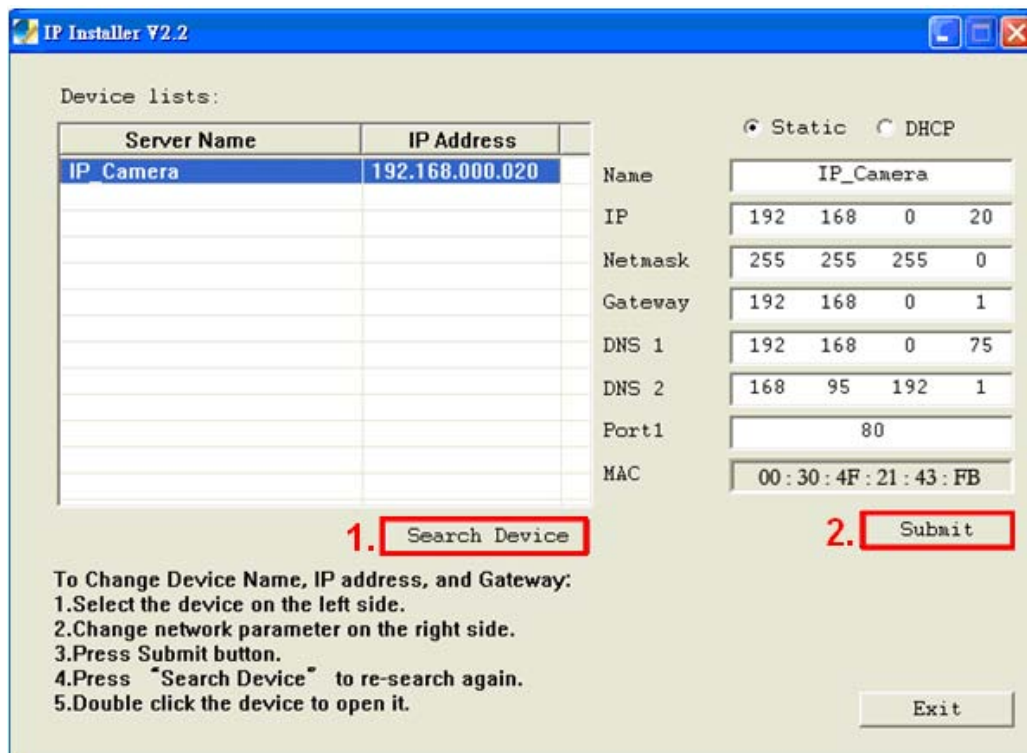 IP Installer V2.2
Device lists:
Server Name IP Address
IP_Camera 192.168.000.020
Static DHCP
Name IP_Camera
IP 192 168 0 20
Netmask 255 255 255 0
Gateway 192 168 0 1
DNS 1 192 168 0 75
DNS 2 168 95 192 1
Port1 80
MAC 00 : 30 : 4F : 21 : 43 : FB
1. Search Device
2. Submit
To Change Device Name, IP address, and Gateway:
1.Select the device on the left side.
2.Change network parameter on the right side.
3.Press Submit button.
4.Press “Search Device” to re-search again.
5.Double click the device to open it.
Exit